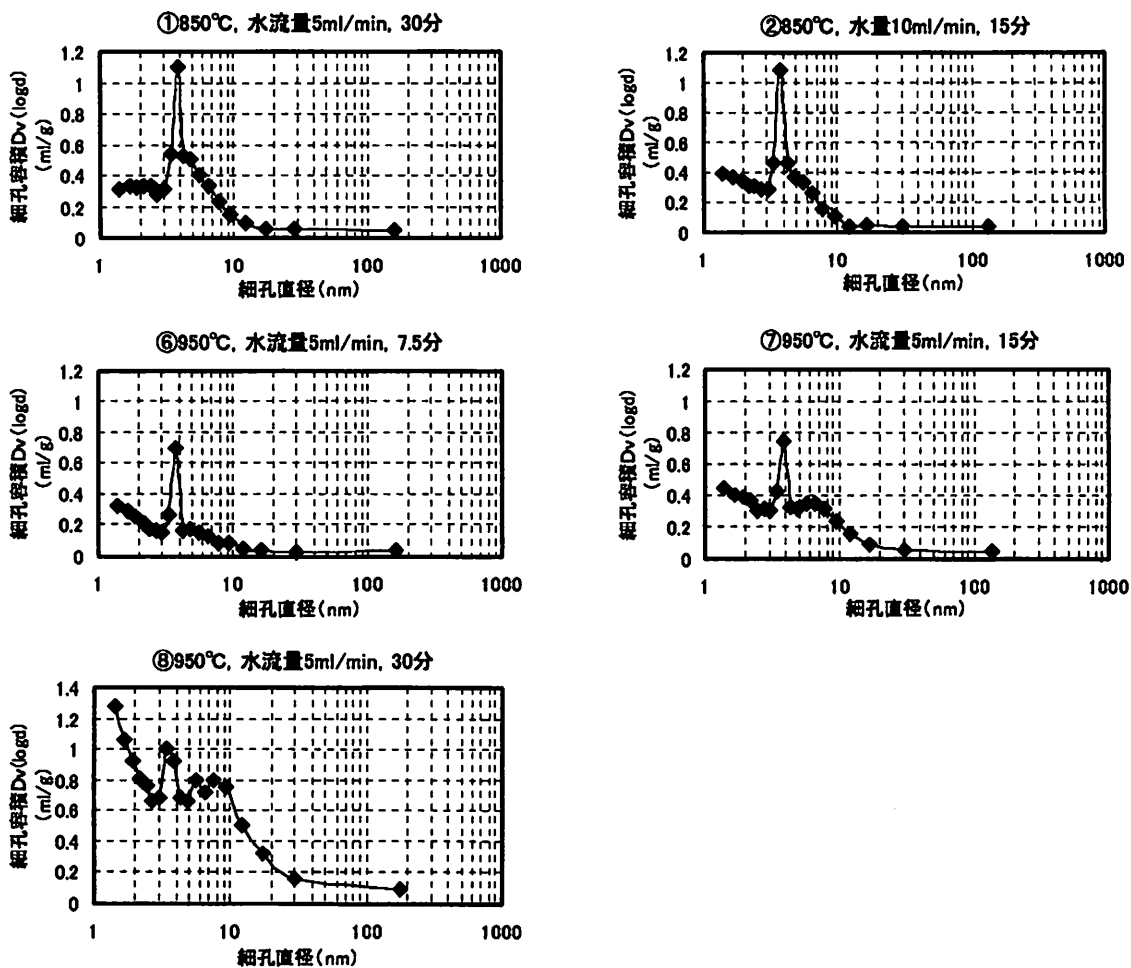 ①850℃, 水流量5ml/min, 30分
細孔容積Dv(logd)
(ml/g)
1.2
1
0.8
0.6
0.4
0.2
0
1 10 100 1000
細孔直径(nm)
②850℃, 水量10ml/min, 15分
細孔容積Dv(logd)
(ml/g)
1.2
1
0.8
0.6
0.4
0.2
0
1 10 100 1000
細孔直径(nm)
⑥950℃, 水流量5ml/min, 7.5分
細孔容積Dv(logd)
(ml/g)
1.2
1
0.8
0.6
0.4
0.2
0
1 10 100 1000
細孔直径(nm)
⑦950℃, 水流量5ml/min, 15分
細孔容積Dv(logd)
(ml/g)
1.2
1
0.8
0.6
0.4
0.2
0
1 10 100 1000
細孔直径(nm)
⑧950℃, 水流量5ml/min, 30分
細孔容積Dv(logd)
(ml/g)
1.4
1.2
1
0.8
0.6
0.4
0.2
0
1 10 100 1000
細孔直径(nm)